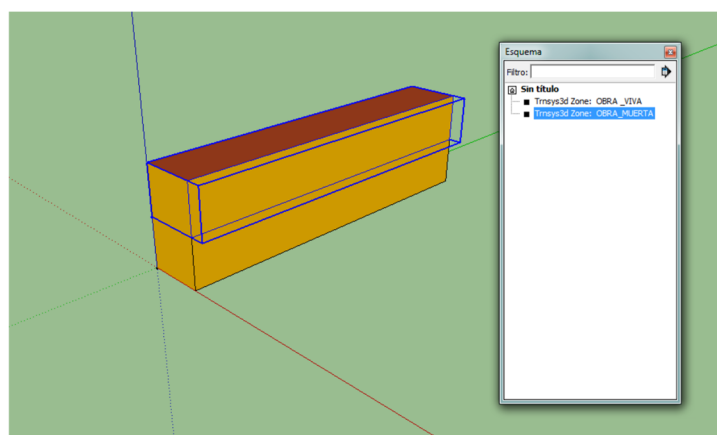 Esquema
Filtro:
Sin título
Trnsys3d Zone: OBRA _VIVA
Trnsys3d Zone: OBRA_MUERTA